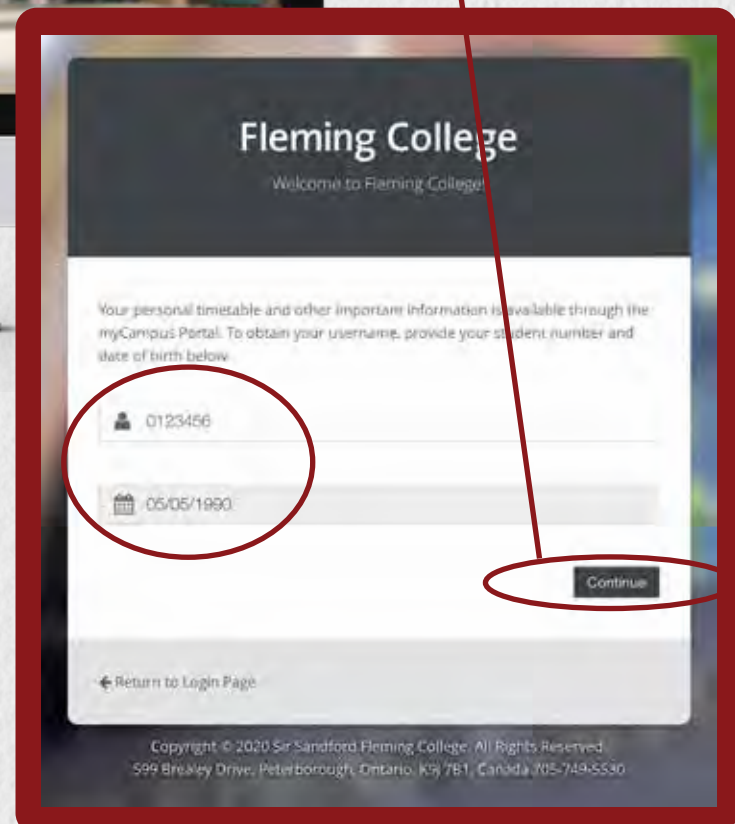 Fleming College
Welcome to Fleming College!
Your personal timetable and other important information is available through the
myCampus Portal. To obtain your username, provide your student number and
date of birth below.
0123456
05/05/1990
Continue
Return to Login Page
Copyright © 2020 Sir Sandford Fleming College. All Rights Reserved.
599 Brealey Drive, Peterborough, Ontario, K9J 7B1, Canada 705-749-5530